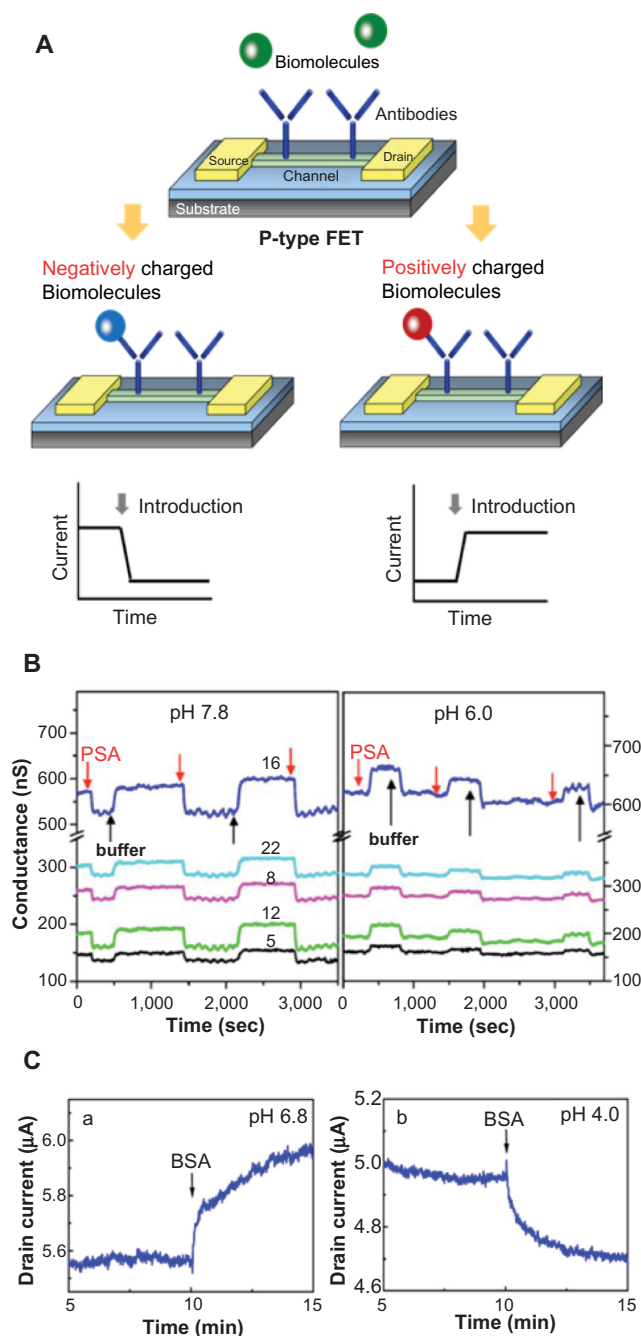 A
Biomolecules
Antibodies
Source
Drain
Channel
Substrate
P-type FET
Negatively charged
Biomolecules
Positively charged
Biomolecules
Introduction
Current
Time
Introduction
Current
Time
B
pH 7.8
pH 6.0
PSA
16
PSA
buffer
buffer
22
8
12
5
Conductance (nS)
700
600
500
300
200
100
700
600
300
200
100
0 1,000 2,000 3,000
0 1,000 2,000 3,000
Time (sec)
Time (sec)
C
a
pH 6.8
BSA
Drain current (µA)
6.0
5.8
5.6
5 10 15
Time (min)
b
pH 4.0
BSA
Drain current (µA)
5.2
5.0
4.8
4.6
5 10 15
Time (min)